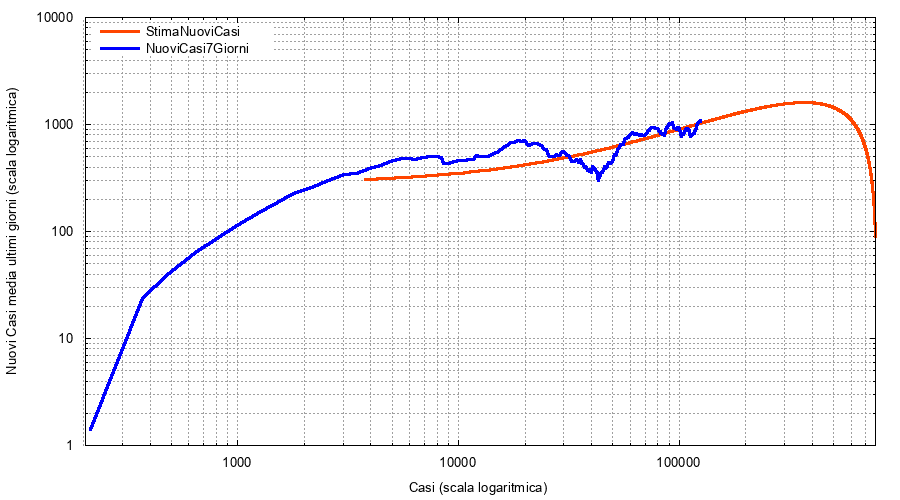 10000
1000
100
10
1
StimaNuoviCasi
NuoviCasi7Giorni
Nuovi Casi media ultimi giorni (scala logaritmica)
1000 10000 100000
Casi (scala logaritmica)